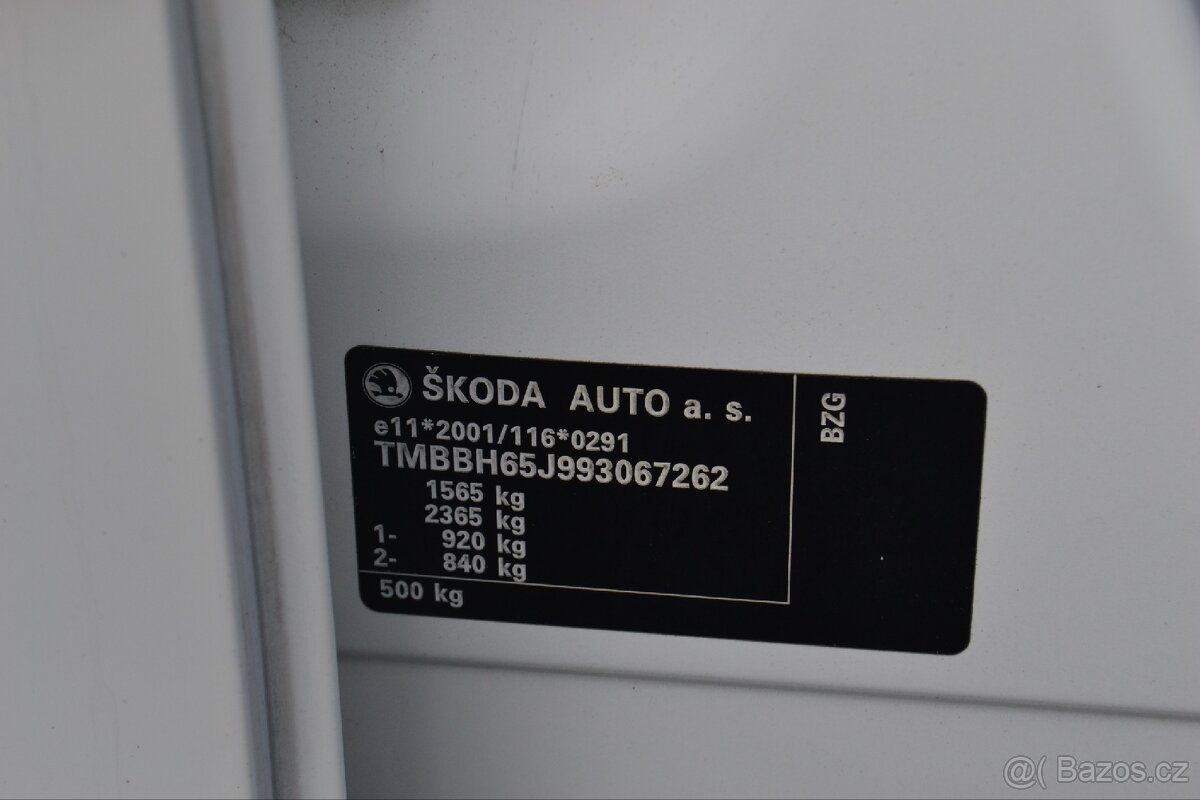 ŠKODA AUTO a. s.
e11*2001/116*0291
TMBBH65J993067262
1565 kg
2365 kg
1- 920 kg
2- 840 kg
500 kg
BZG
@( Bazos.cz